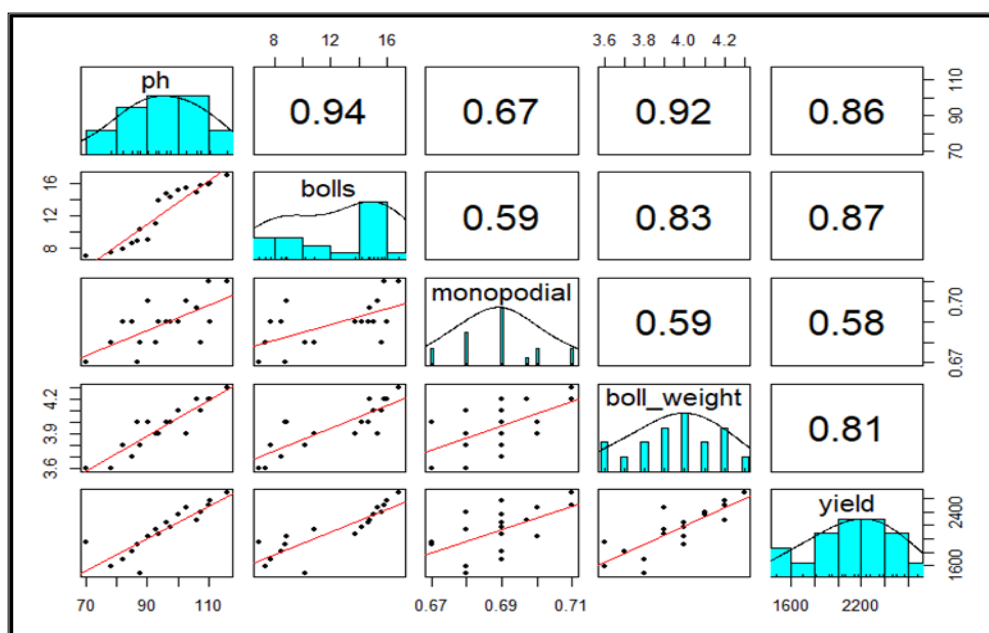 8 12 16 3.6 3.8 4.0 4.2
ph 0.94 0.67 0.92 0.86
70 90 110
8 12 16
bolls 0.59 0.83 0.87
monopodial 0.59 0.58
0.67 0.70
3.6 3.9 4.2
boll_weight 0.81
yield
1600 2400
70 90 110 0.67 0.69 0.71 1600 2200